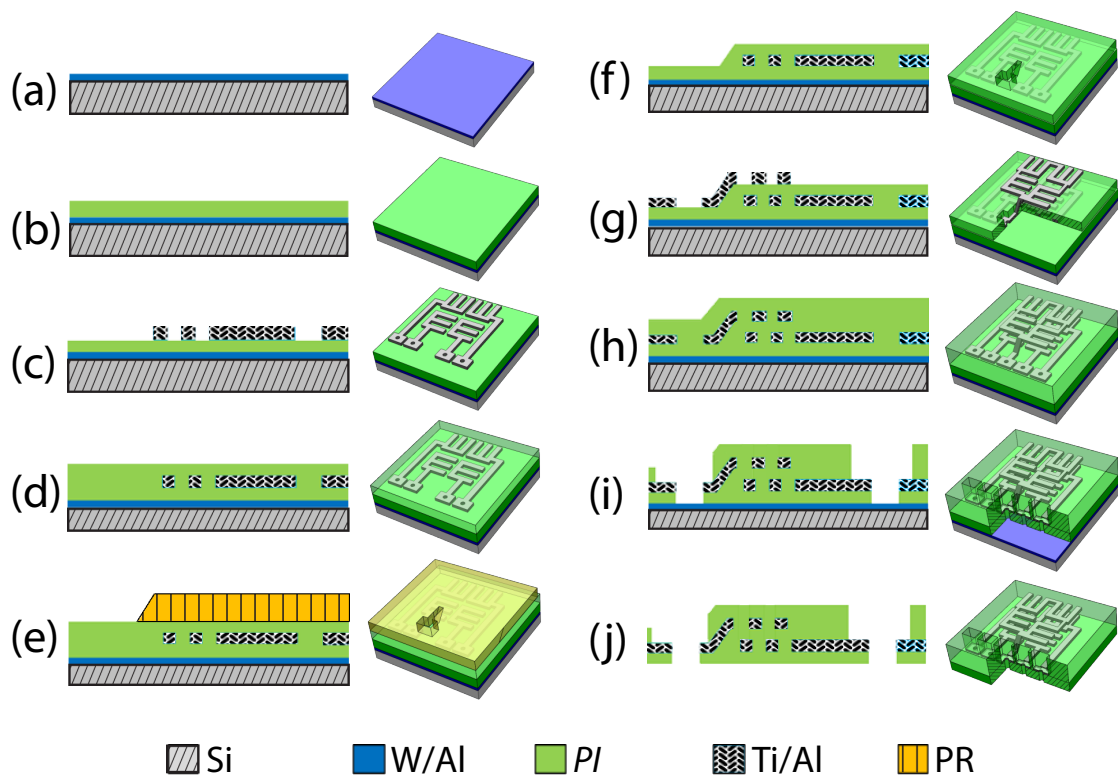 (a)
(b)
(c)
(d)
(e)
(f)
(g)
(h)
(i)
(j)
Si W/Al PI Ti/Al PR